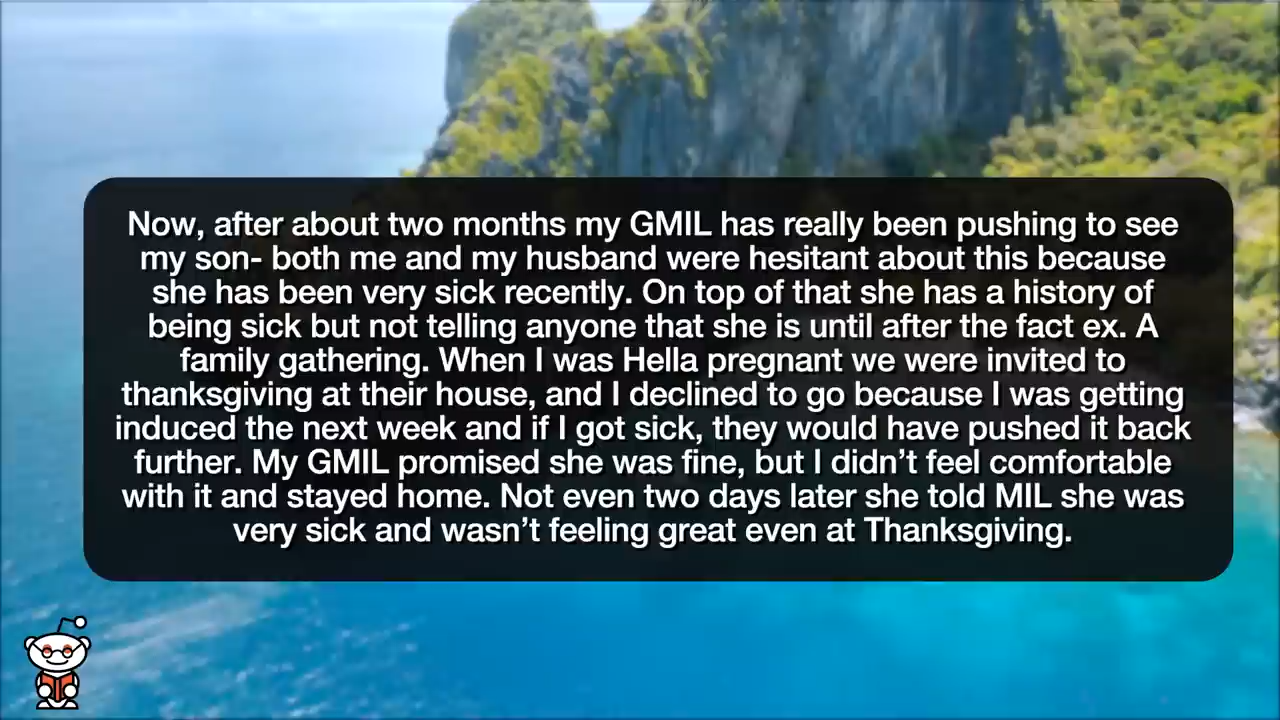 Now, after about two months my GMIL has really been pushing to see
my son- both me and my husband were hesitant about this because
she has been very sick recently. On top of that she has a history of
being sick but not telling anyone that she is until after the fact ex. A
family gathering. When I was Hella pregnant we were invited to
thanksgiving at their house, and I declined to go because I was getting
induced the next week and if I got sick, they would have pushed it back
further. My GMIL promised she was fine, but I didn’t feel comfortable
with it and stayed home. Not even two days later she told MIL she was
very sick and wasn’t feeling great even at Thanksgiving.